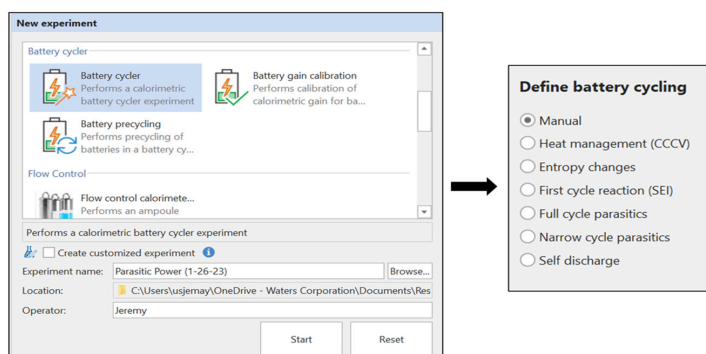 New experiment
Battery cycler
Battery cycler
Performs a calorimetric
battery cycler experiment
Battery gain calibration
Performs calibration of
calorimetric gain for ba...
Battery precycling
Performs precycling of
batteries in a battery cy...
Flow Control
Flow control calorimete...
Performs an ampoule
Performs a calorimetric battery cycler experiment
Create customized experiment
Experiment name: Parasitic Power (1-26-23) Browse...
Location: C:\Users\usjemay\OneDrive - Waters Corporation\Documents\Res
Operator: Jeremy
Start Reset
Define battery cycling
Manual
Heat management (CCCV)
Entropy changes
First cycle reaction (SEI)
Full cycle parasitics
Narrow cycle parasitics
Self discharge